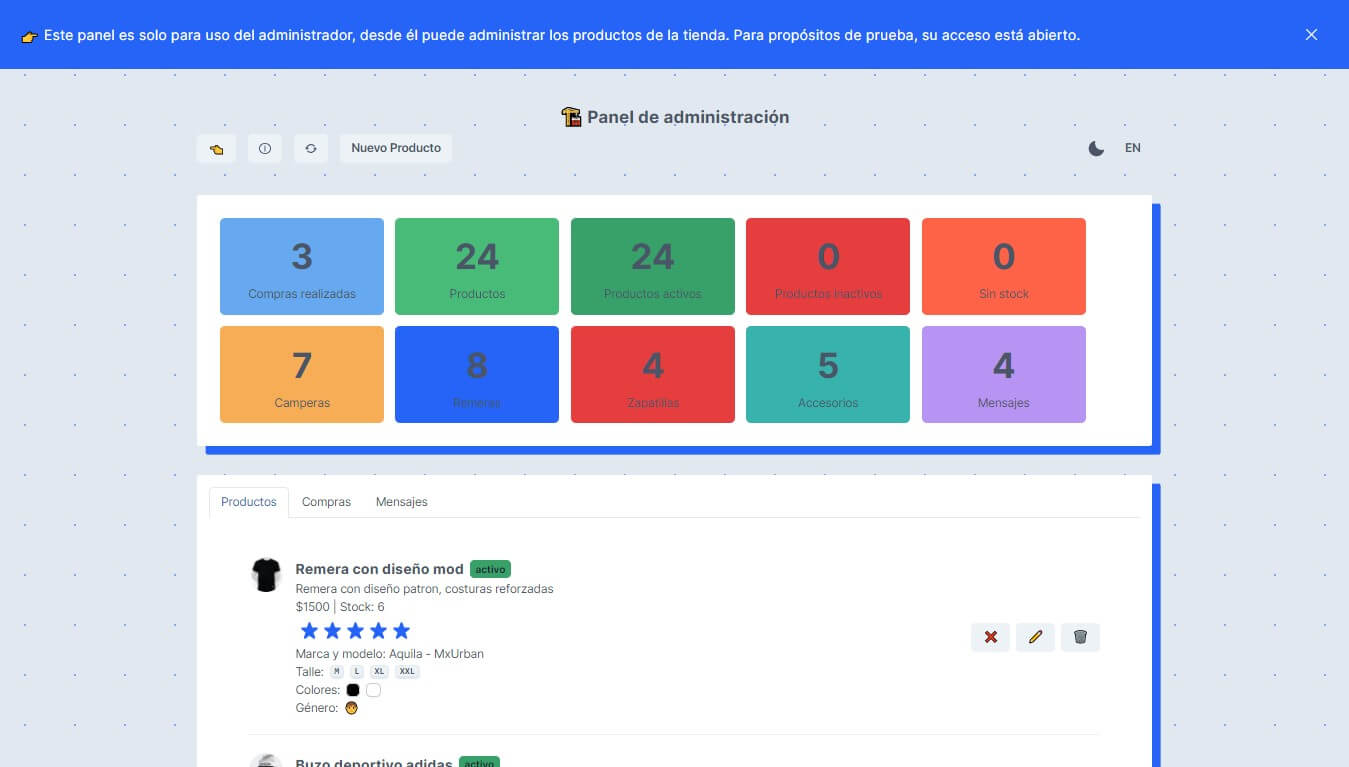 Este panel es solo para uso del administrador, desde él puede administrar los productos de la tienda. Para propósitos de prueba, su acceso está abierto.
Panel de administración
Nuevo Producto
EN
3
Compras realizadas
24
Productos
24
Productos activos
0
Productos inactivos
0
Sin stock
7
Camperas
8
Remeras
4
Zapatillas
5
Accesorios
4
Mensajes
Productos Compras Mensajes
Remera con diseño mod activo
Remera con diseño patron, costuras reforzadas
$1500 | Stock: 6
Marca y modelo: Aquila - MxUrban
Talle: M L XL XXL
Colores:
Género:
Buzo deportivo adidas activo